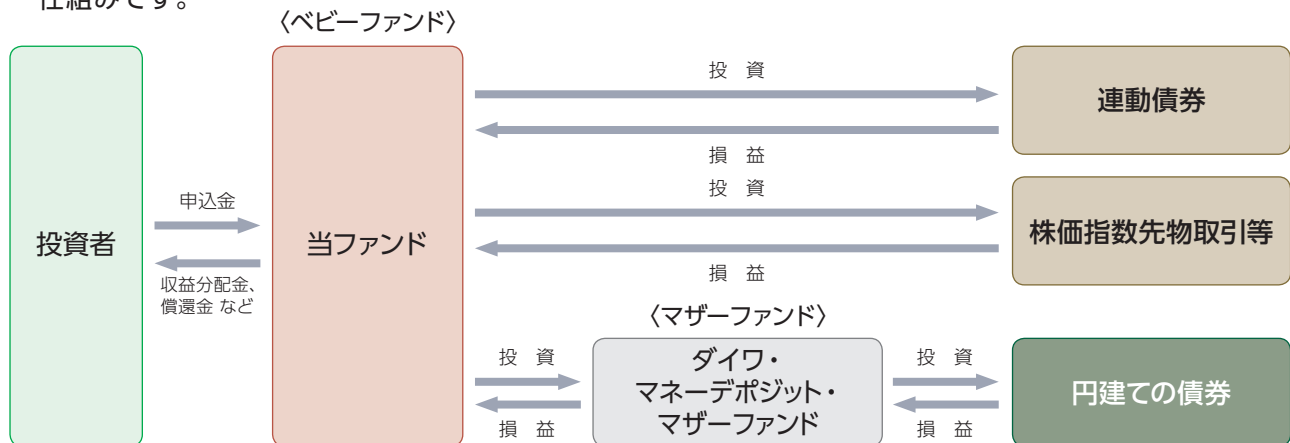 仕組みです。
〈ベビーファンド〉
投資者
申込金
収益分配金、
償還金 など
当ファンド
投 資
損 益
連動債券
投 資
損 益
株価指数先物取引等
〈マザーファンド〉
投 資
損 益
ダイワ・
マネーデポジット・
マザーファンド
投 資
損 益
円建ての債券